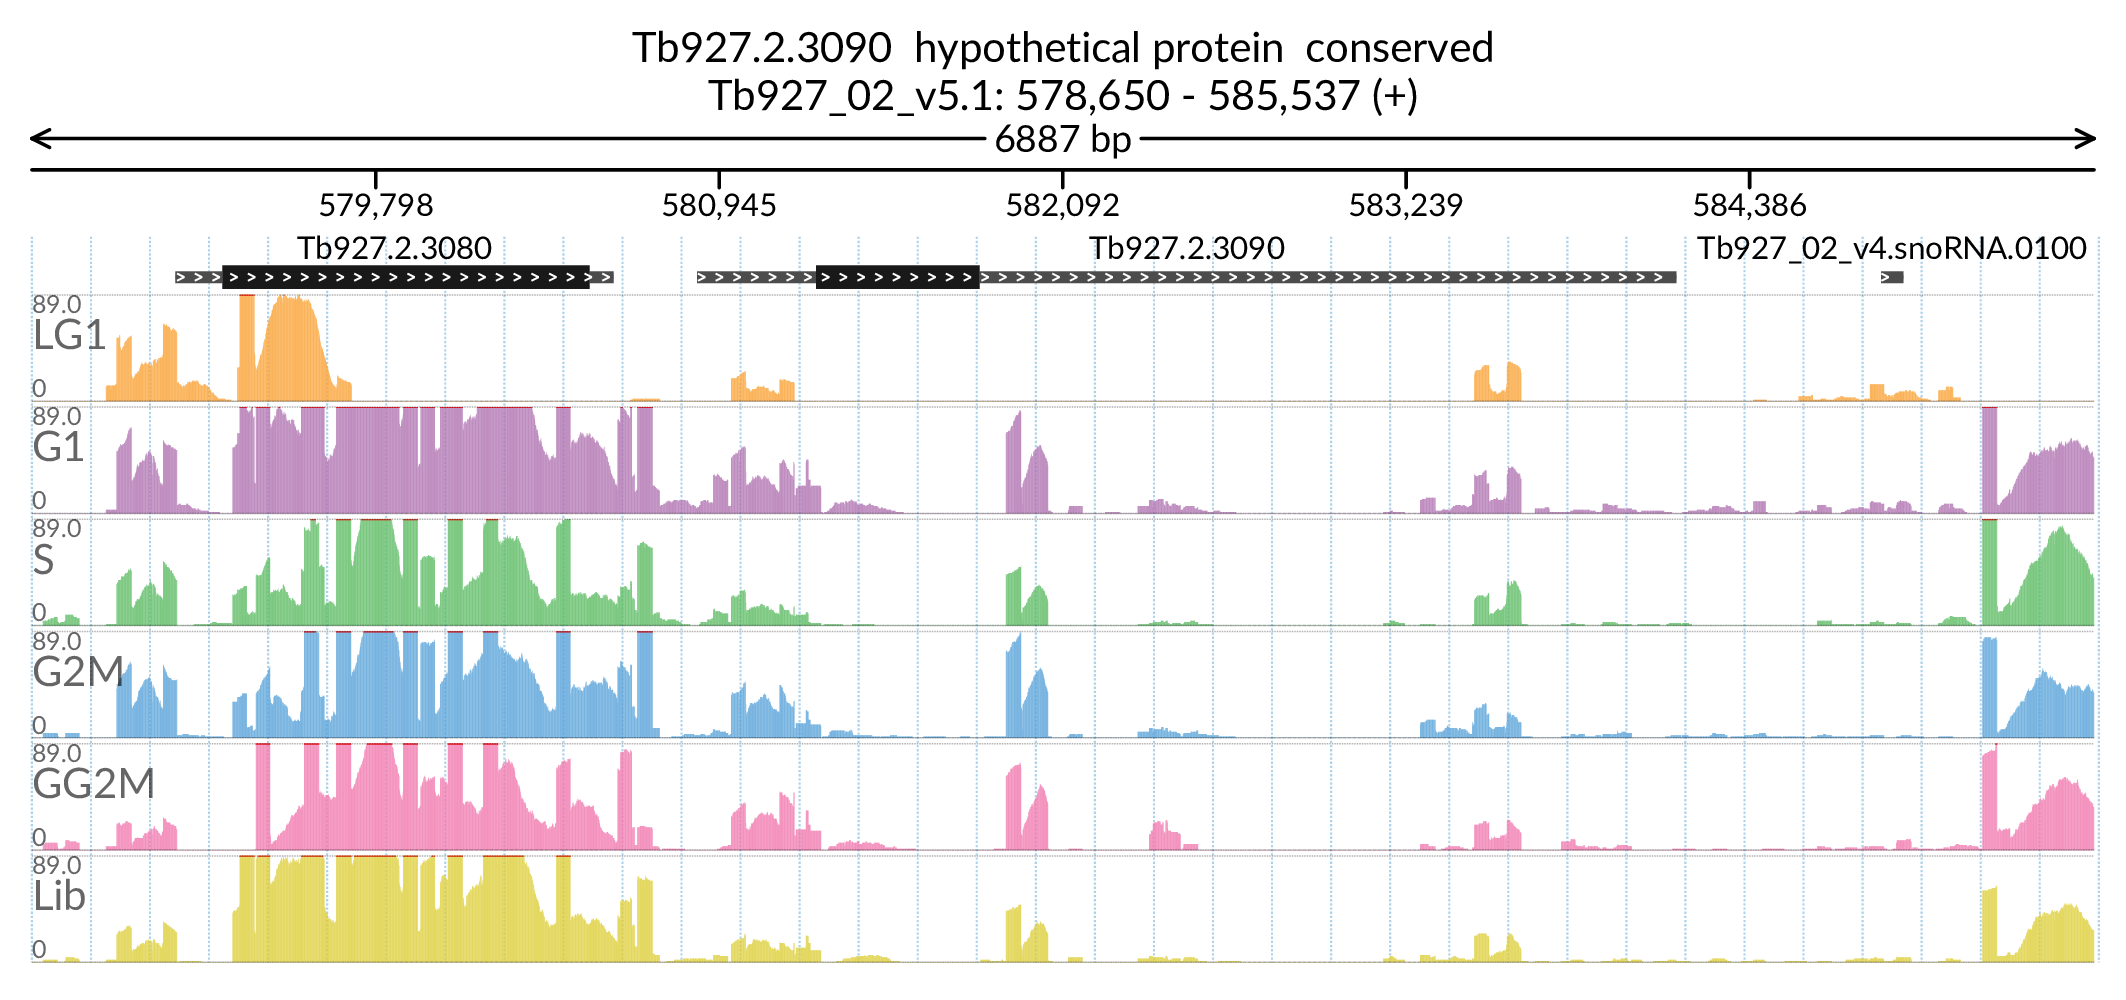 Tb927.2.3090  hypothetical protein  conserved
Tb927_02_v5.1: 578,650 - 585,537 (+)
6887 bp
579,798 580,945 582,092 583,239 584,386
Tb927.2.3080 Tb927.2.3090 Tb927_02_v4.snoRNA.0100
89.0
LG1
0
89.0
G1
0
89.0
S
0
89.0
G2M
0
89.0
GG2M
0
89.0
Lib
0